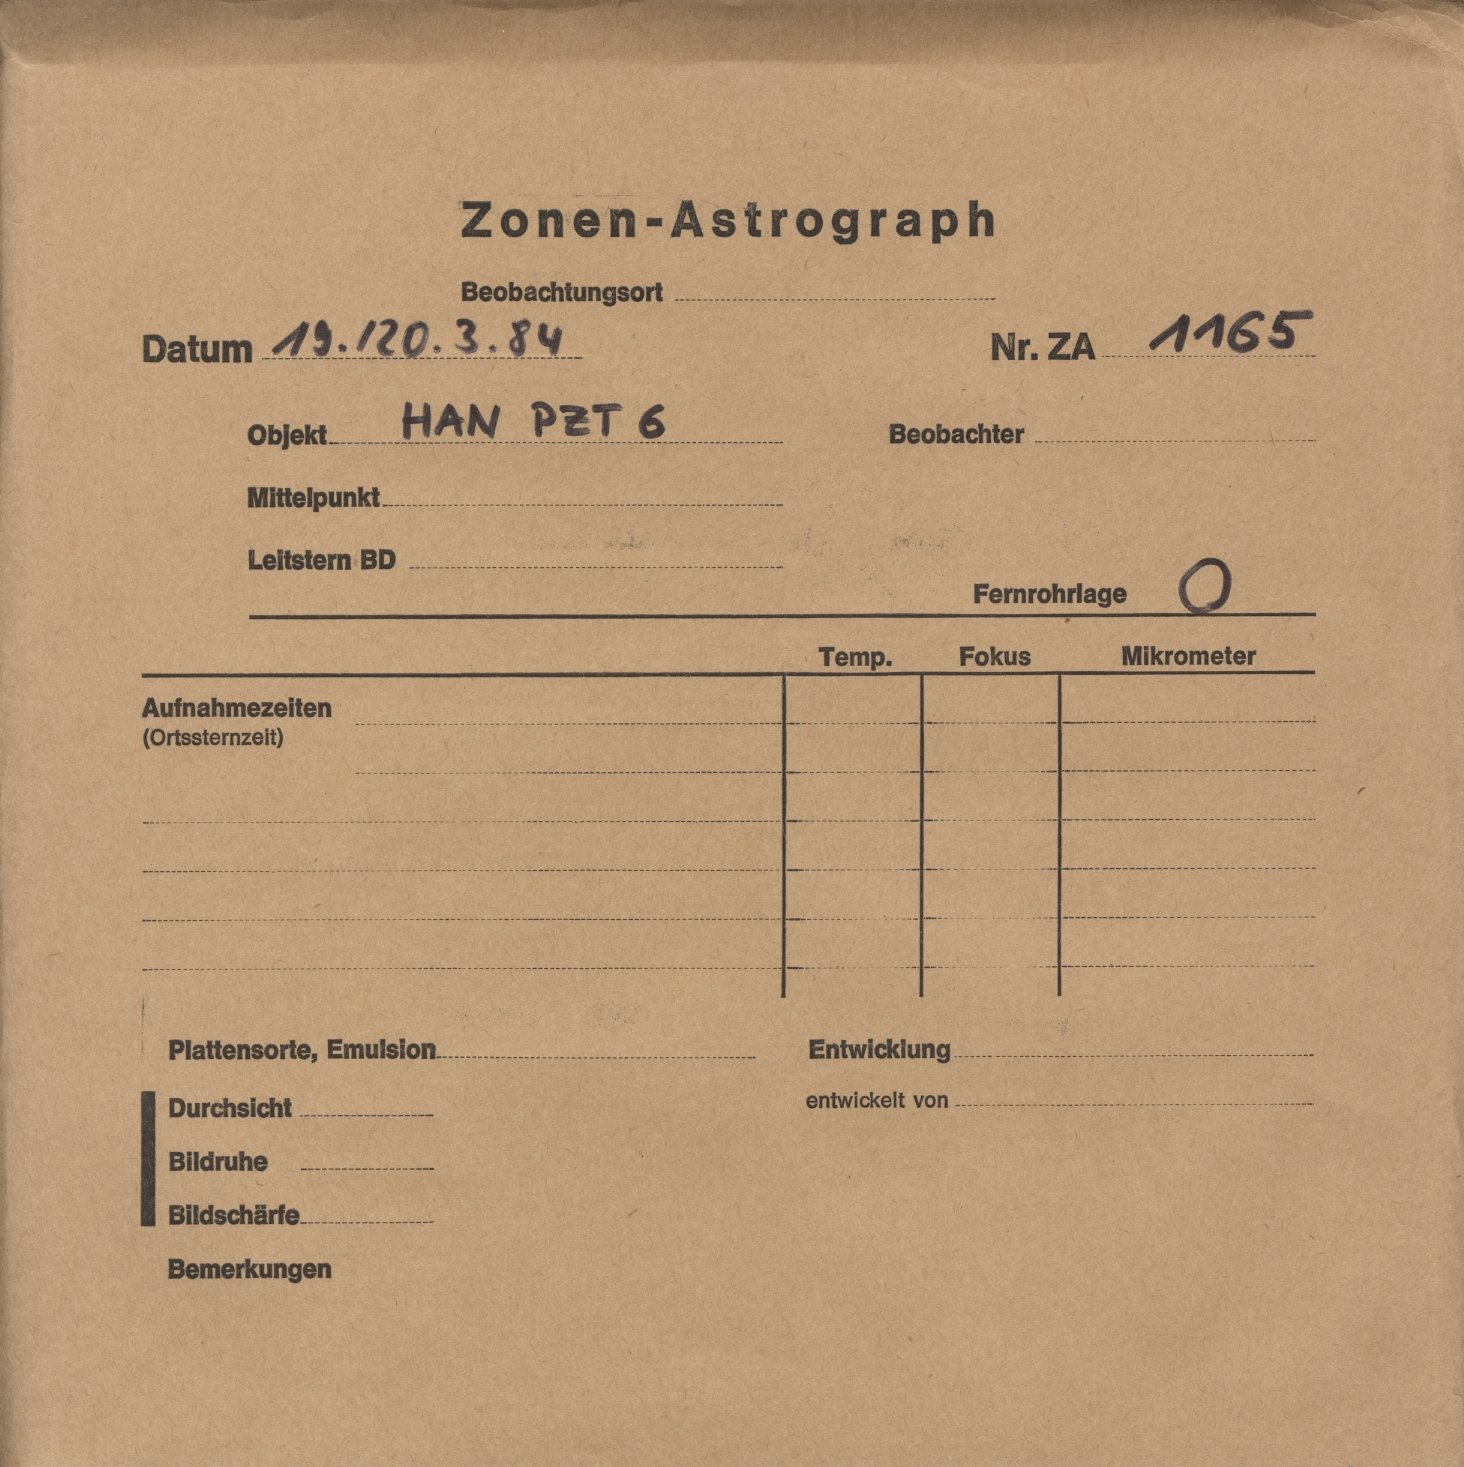 Zonen-Astrograph
Beobachtungsort
Datum 19./20.3.84 Nr. ZA 1165
Objekt HAN PZT 6 Beobachter
Mittelpunkt
Leitstern BD
Fernrohrlage O
Temp. Fokus Mikrometer
Aufnahmezeiten
(Ortssternzeit)
Plattensorte, Emulsion Entwicklung
Durchsicht entwickelt von
Bildruhe
Bildschärfe
Bemerkungen